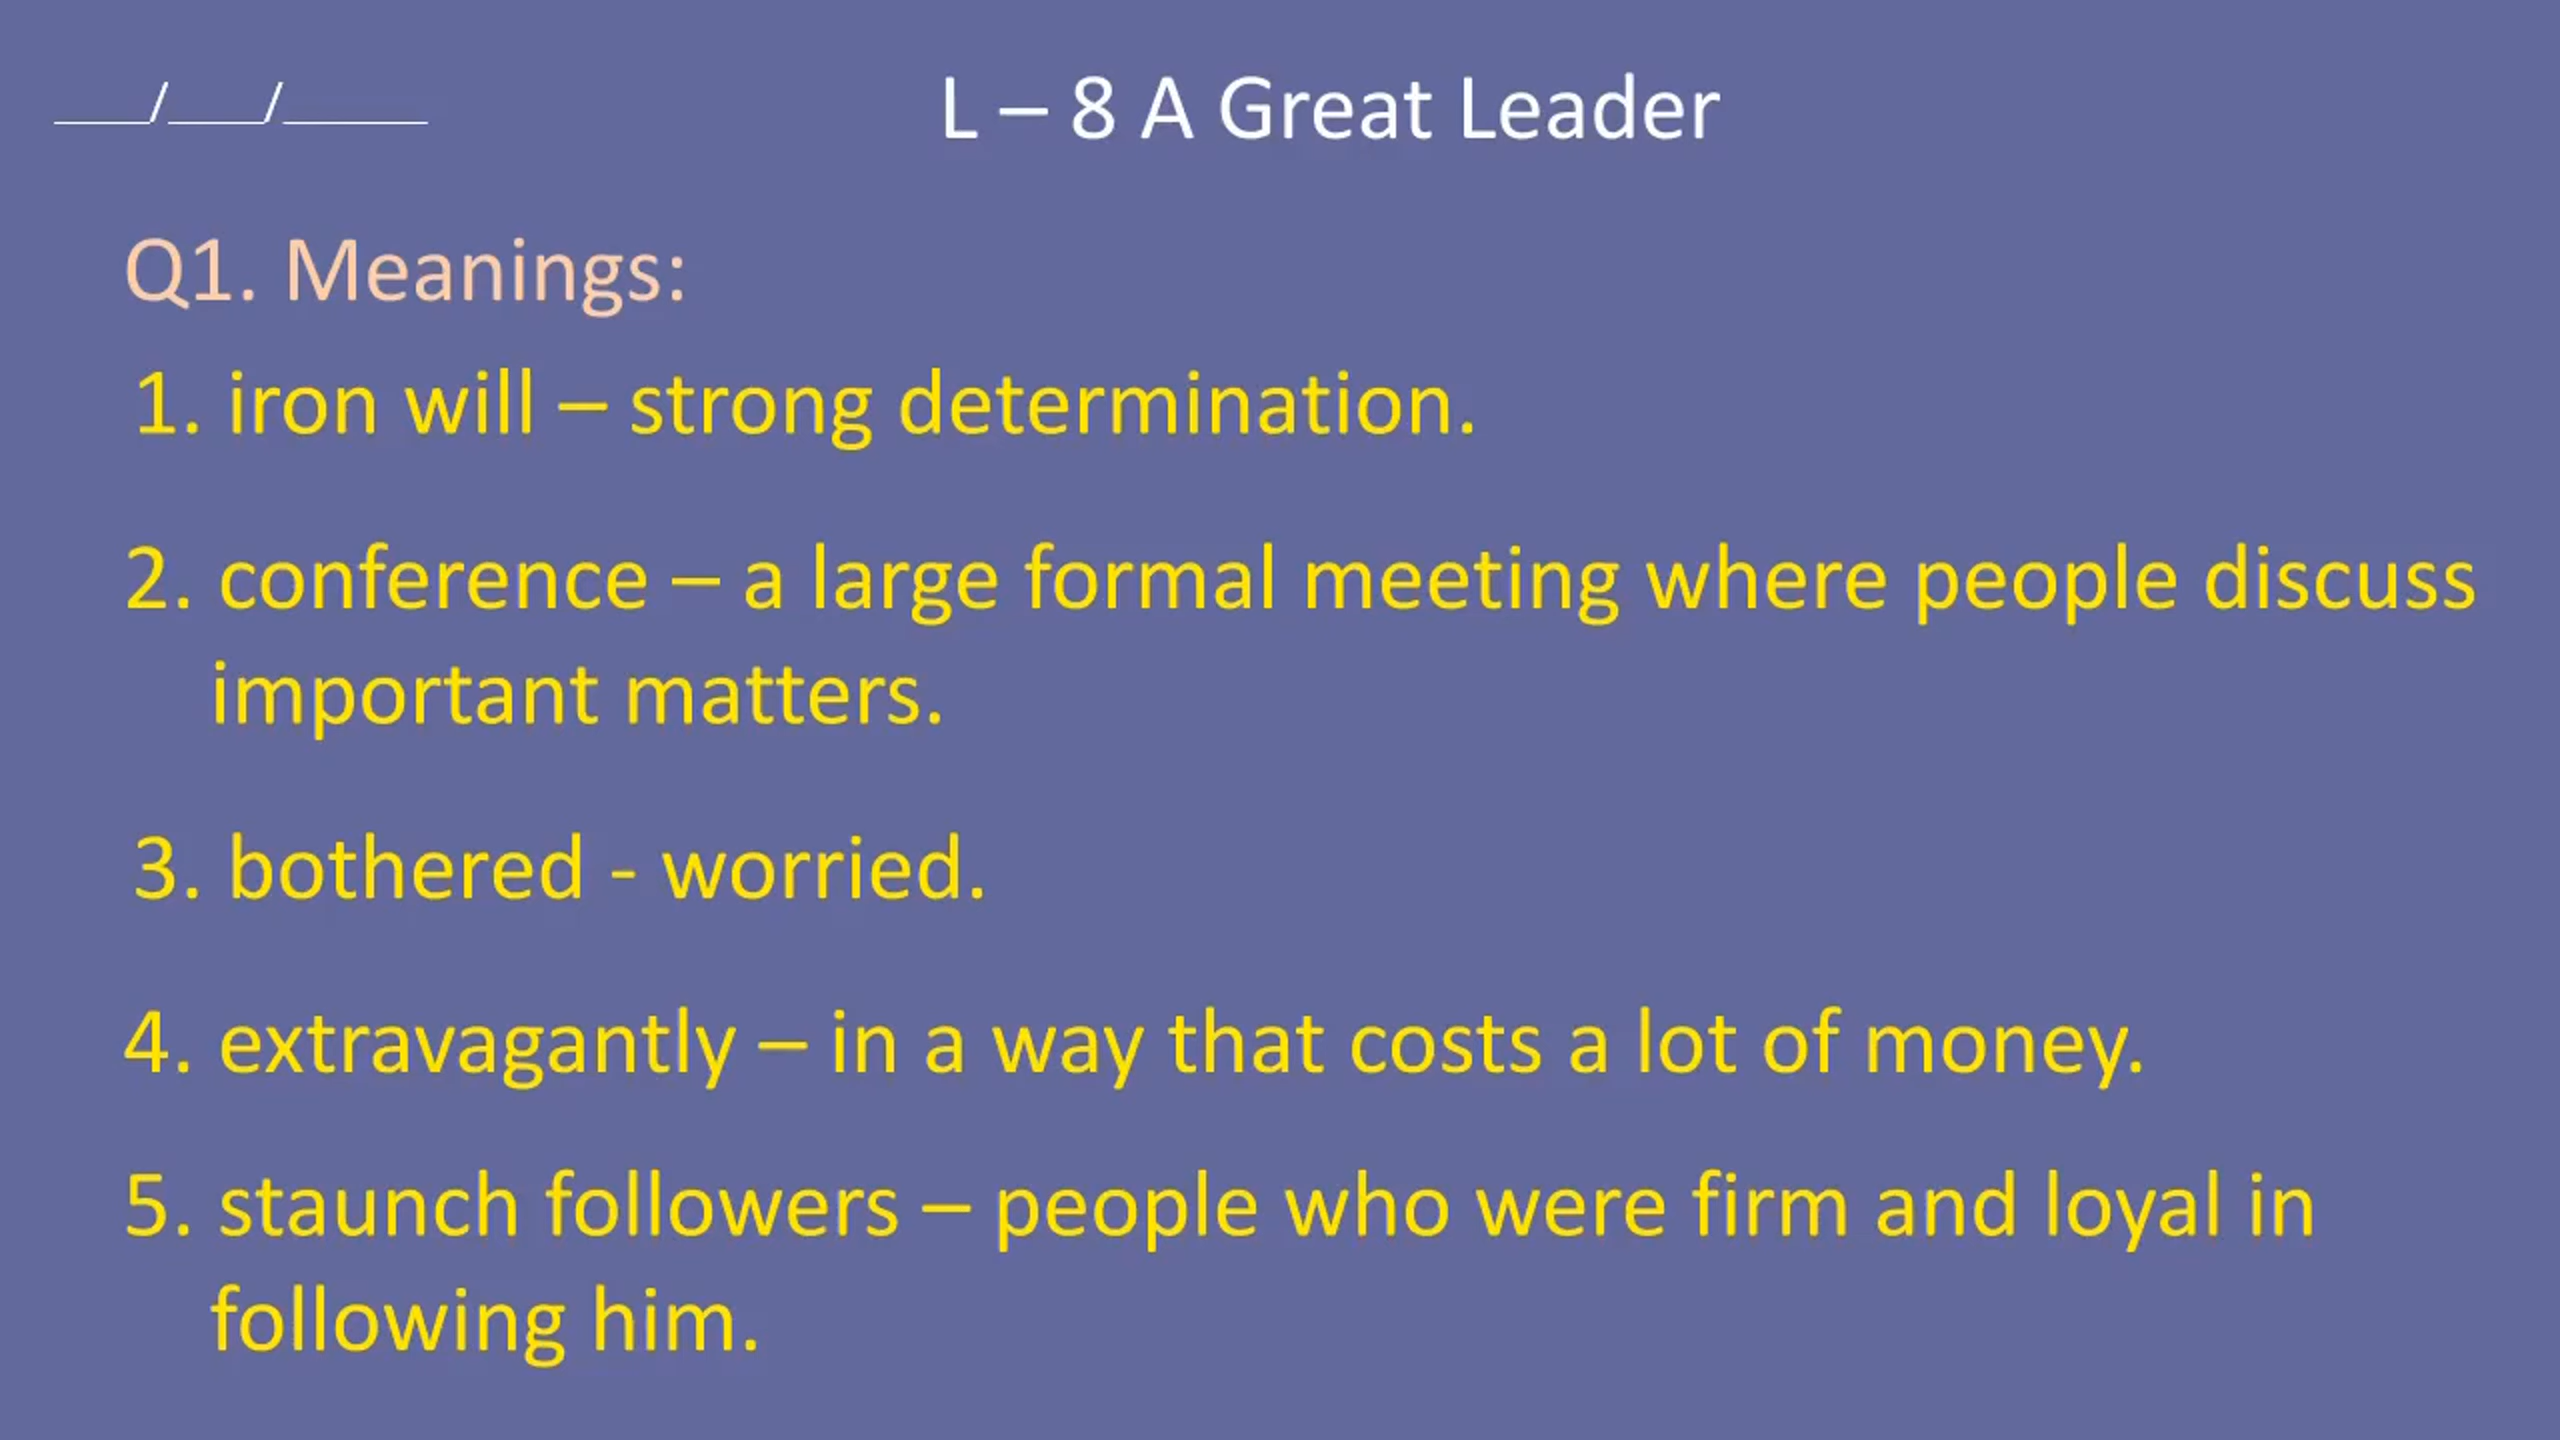 ____/____/______
L – 8 A Great Leader
Q1. Meanings:
1. iron will – strong determination.
2. conference – a large formal meeting where people discuss
important matters.
3. bothered - worried.
4. extravagantly – in a way that costs a lot of money.
5. staunch followers – people who were firm and loyal in
following him.